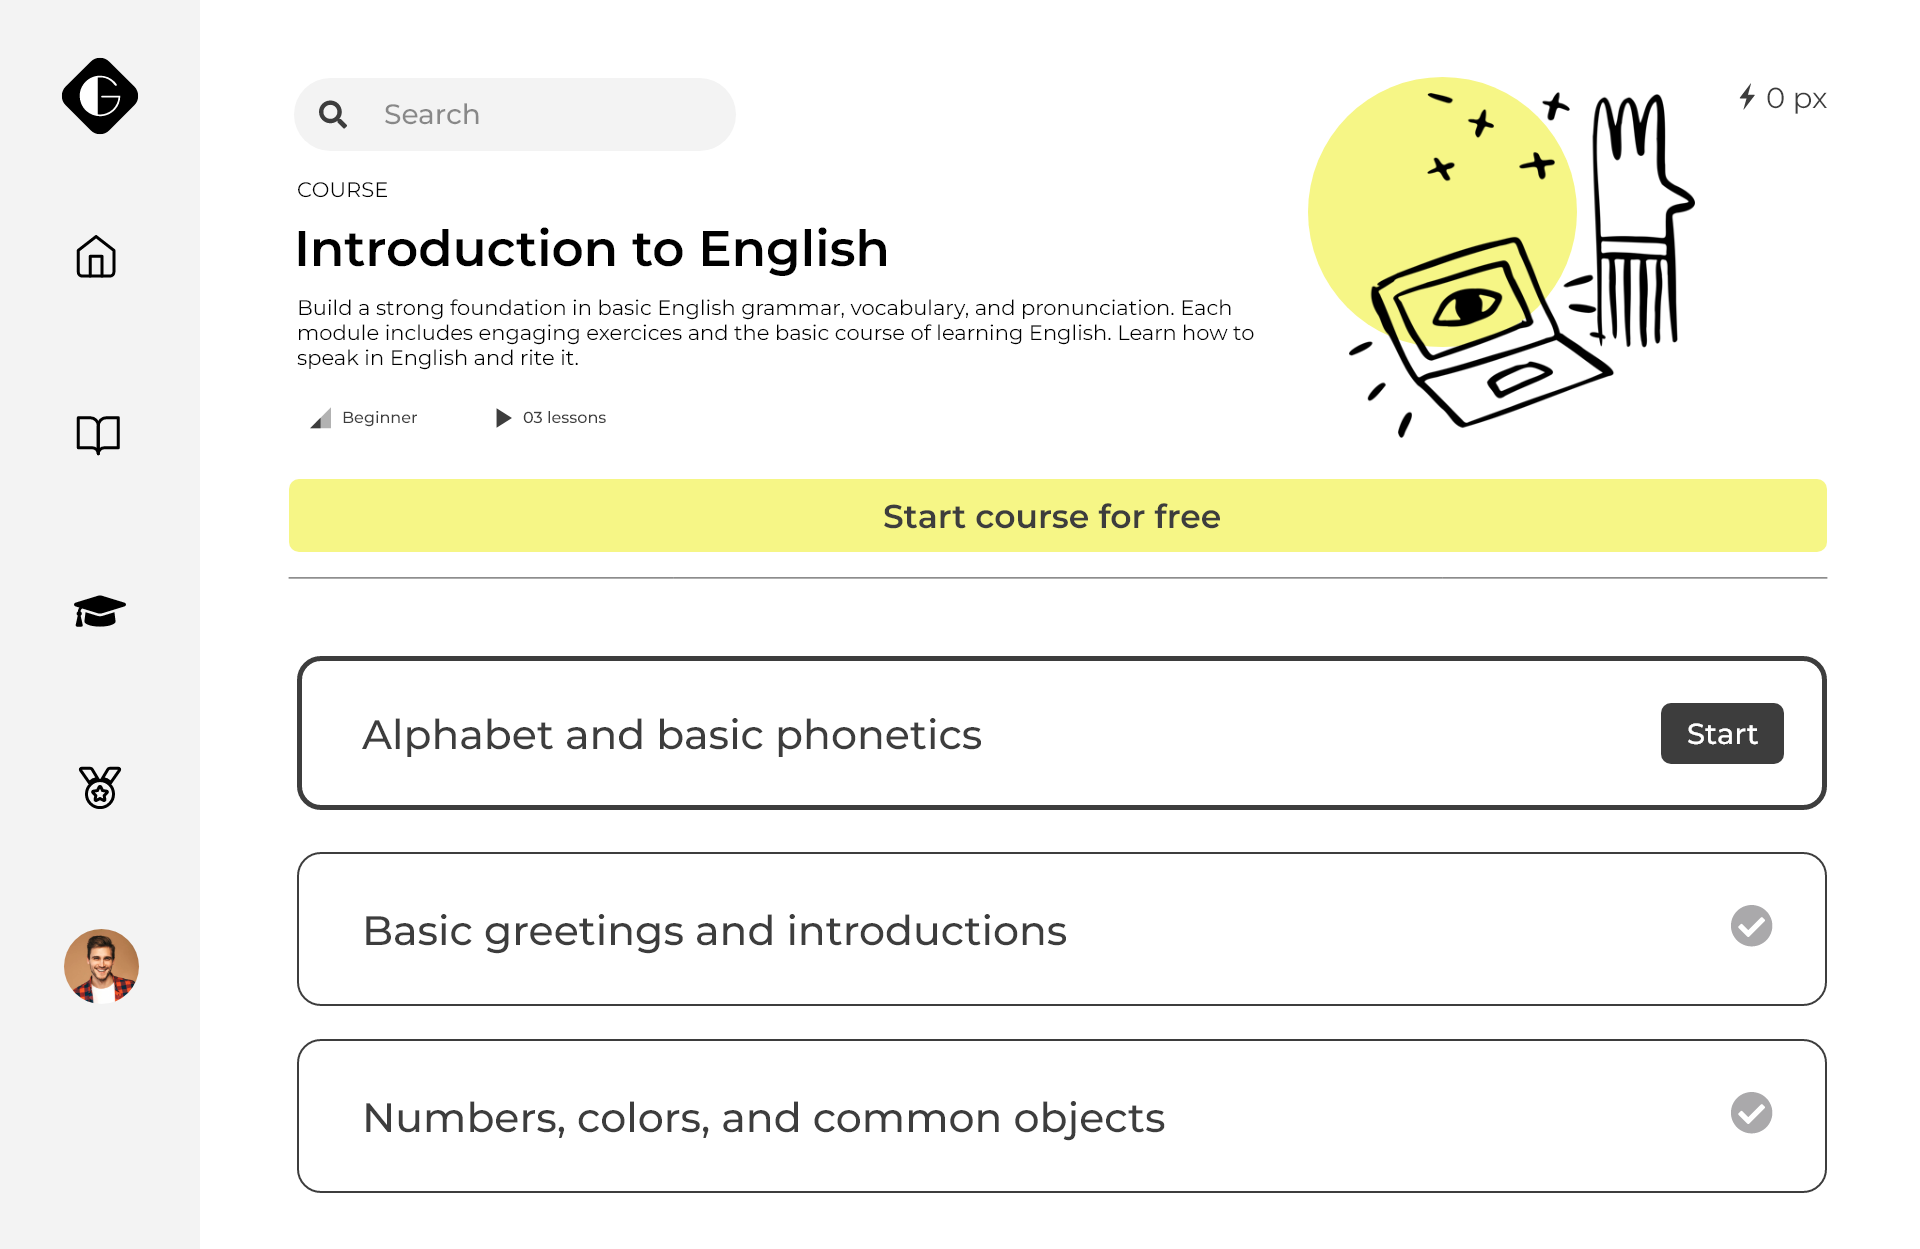 Search
0 px
COURSE
Introduction to English
Build a strong foundation in basic English grammar, vocabulary, and pronunciation. Each
module includes engaging exercices and the basic course of learning English. Learn how to
speak in English and rite it.
Beginner
03 lessons
Start course for free
Alphabet and basic phonetics
Start
Basic greetings and introductions
Numbers, colors, and common objects